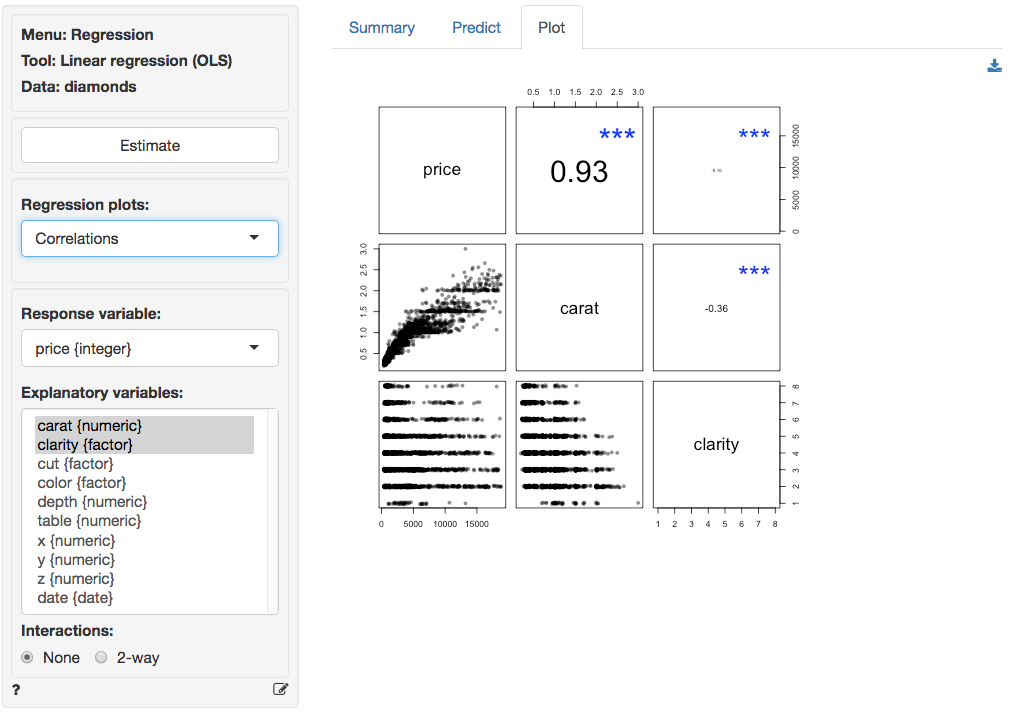 Menu: Regression
Tool: Linear regression (OLS)
Data: diamonds
Estimate
Regression plots:
Correlations
Response variable:
price {integer}
Explanatory variables:
carat {numeric}
clarity {factor}
cut {factor}
color {factor}
depth {numeric}
table {numeric}
x {numeric}
y {numeric}
z {numeric}
date {date}
Interactions:
None 2-way
?
Summary Predict Plot
0.5 1.0 1.5 2.0 2.5 3.0
price
***
0.93
***
0 5000 10000 15000
0.5 1.0 1.5 2.0 2.5 3.0
carat
***
-0.36
clarity
1 2 3 4 5 6 7 8
0 5000 10000 15000
1 2 3 4 5 6 7 8